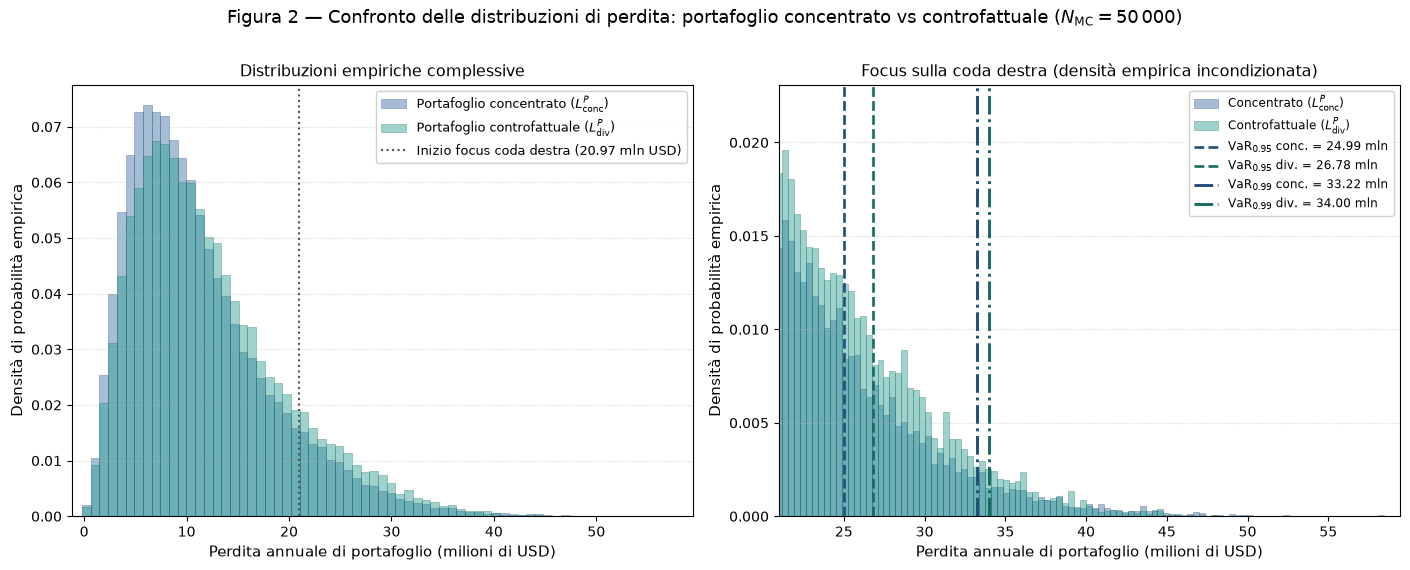 Figura 2 — Confronto delle distribuzioni di perdita: portafoglio concentrato vs controfattuale (N_MC = 50 000)
Distribuzioni empiriche complessive
Densità di probabilità empirica
0.07
0.06
0.05
0.04
0.03
0.02
0.01
0.00
0 10 20 30 40 50
Perdita annuale di portafoglio (milioni di USD)
Portafoglio concentrato (L^P_conc)
Portafoglio controfattuale (L^P_div)
Inizio focus coda destra (20.97 mln USD)
Focus sulla coda destra (densità empirica incondizionata)
Densità di probabilità empirica
0.020
0.015
0.010
0.005
0.000
25 30 35 40 45 50 55
Perdita annuale di portafoglio (milioni di USD)
Concentrato (L^P_conc)
Controfattuale (L^P_div)
VaR_0.95 conc. = 24.99 mln
VaR_0.95 div. = 26.78 mln
VaR_0.99 conc. = 33.22 mln
VaR_0.99 div. = 34.00 mln